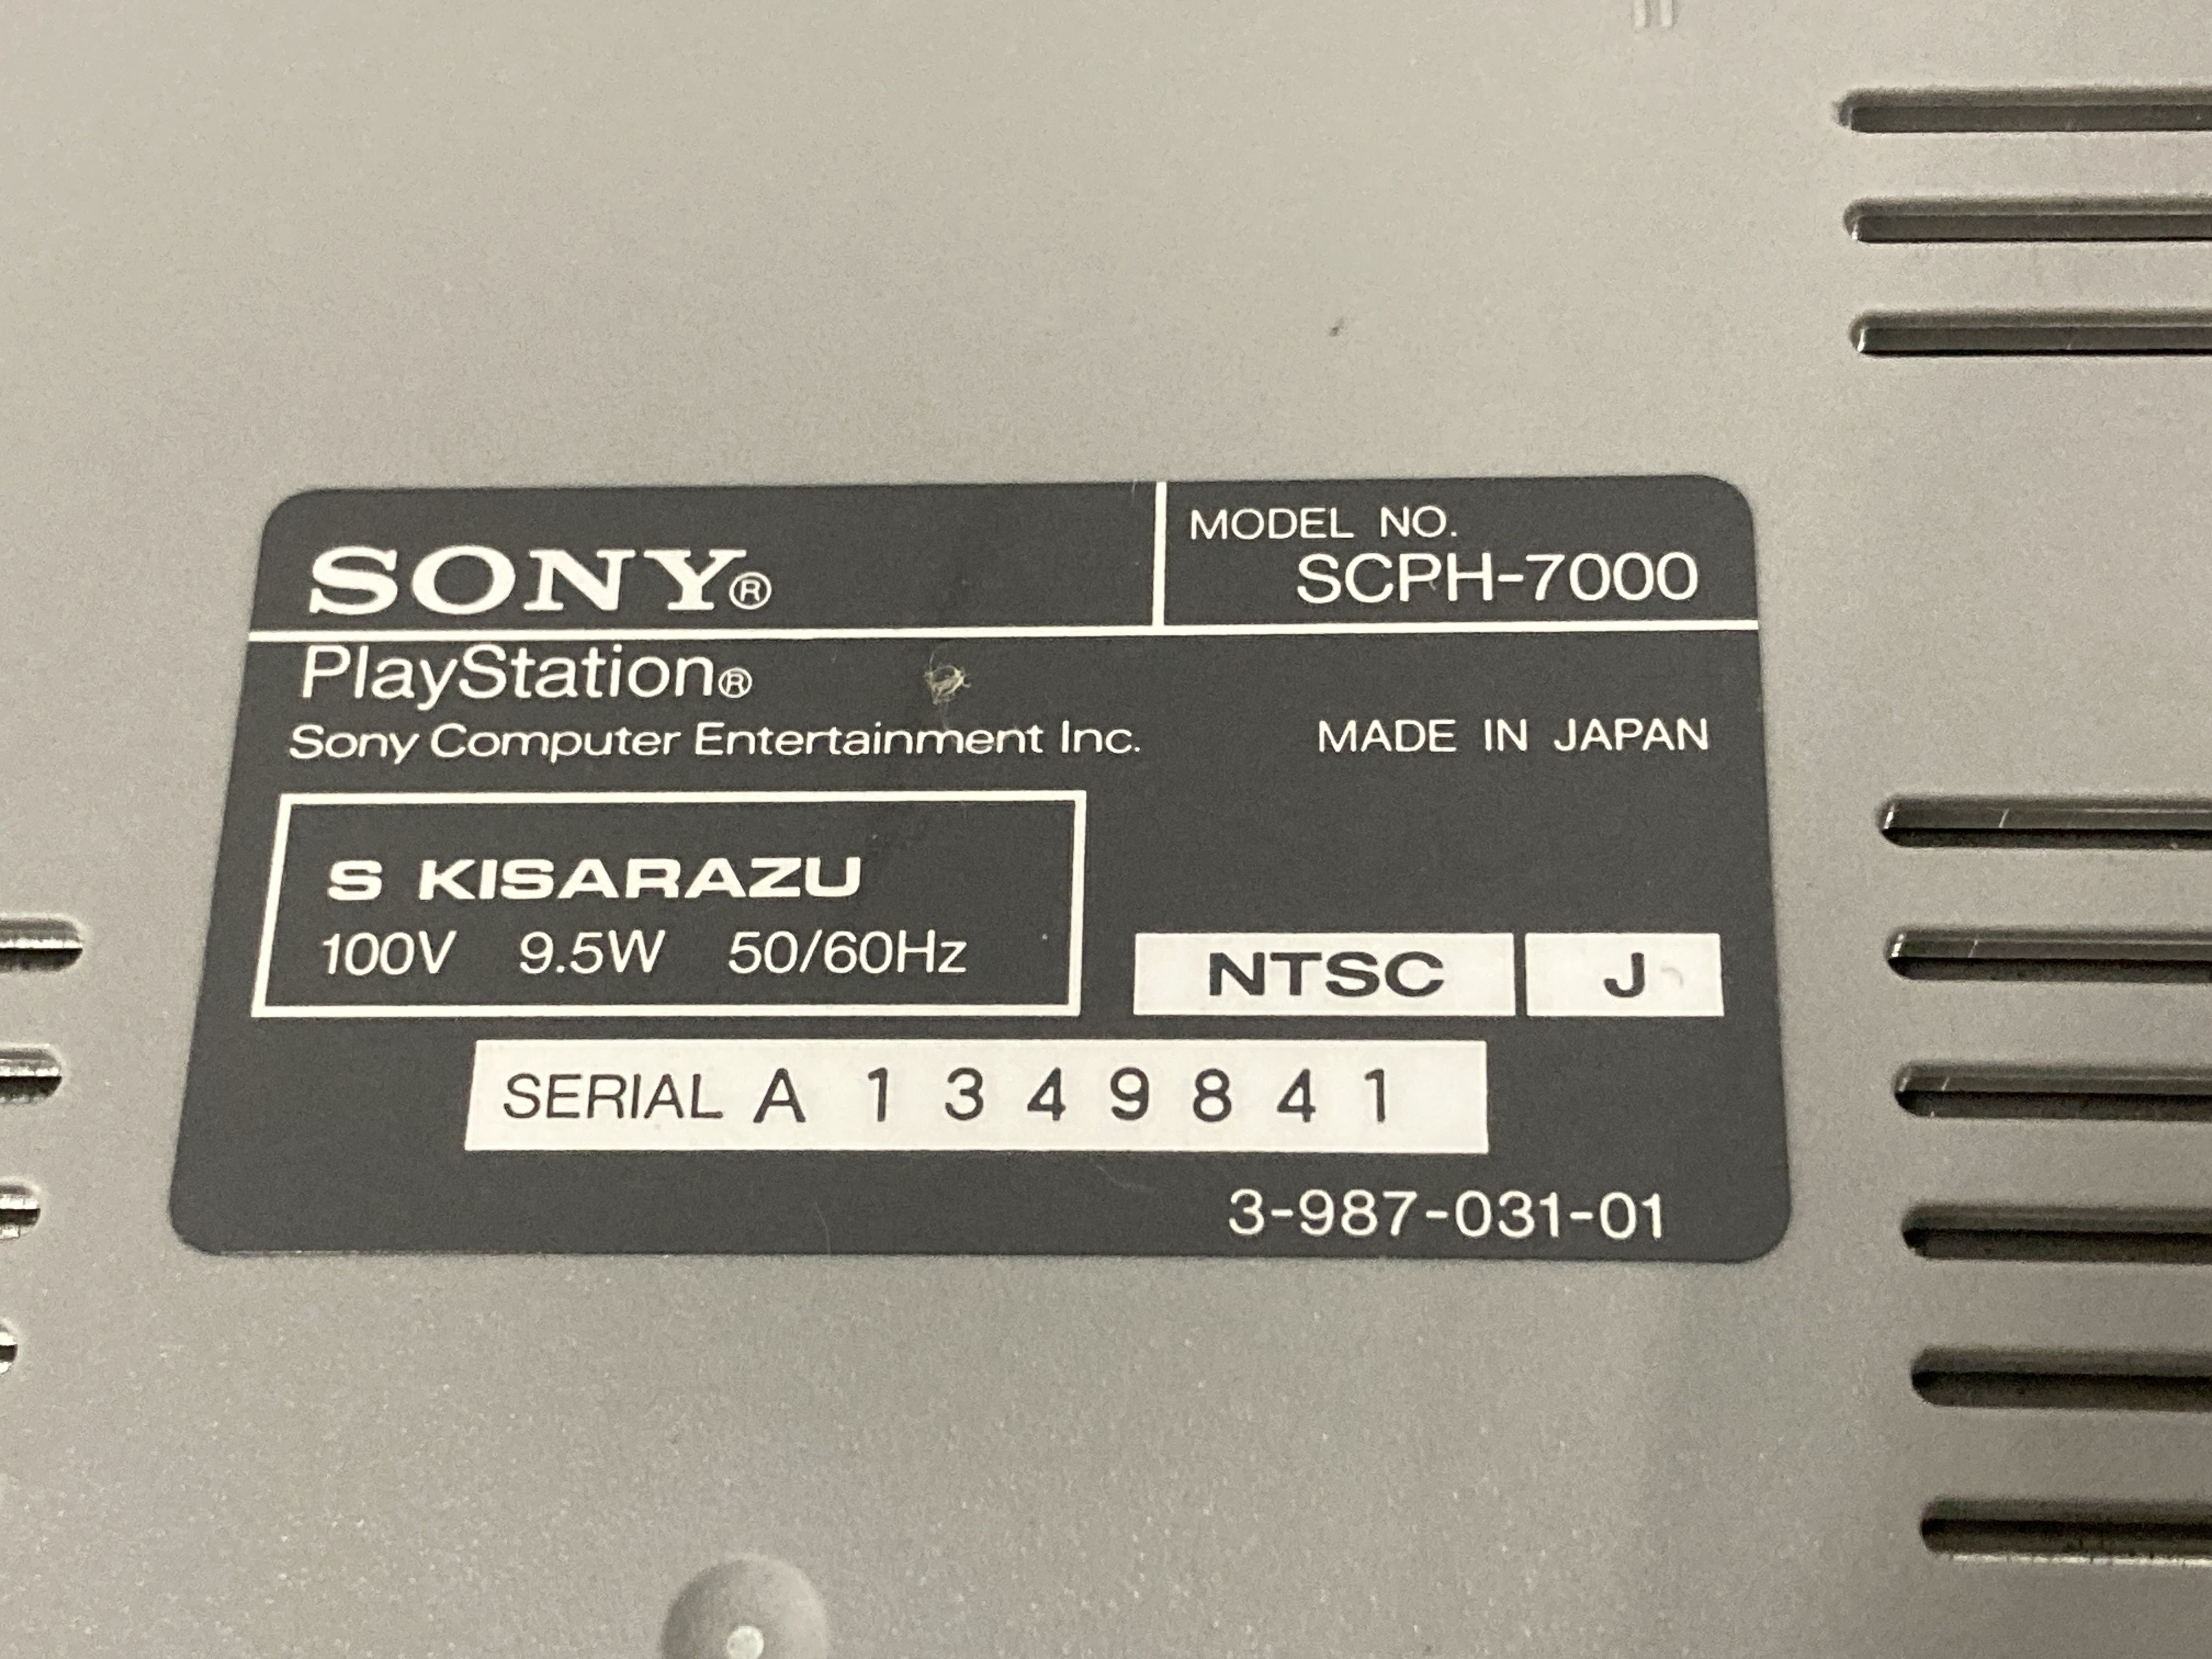 SONY®
MODEL NO.
SCPH-7000
PlayStation®
Sony Computer Entertainment Inc.
MADE IN JAPAN
S KISARAZU
100V 9.5W 50/60Hz
NTSC J
SERIAL A 1 3 4 9 8 4 1
3-987-031-01